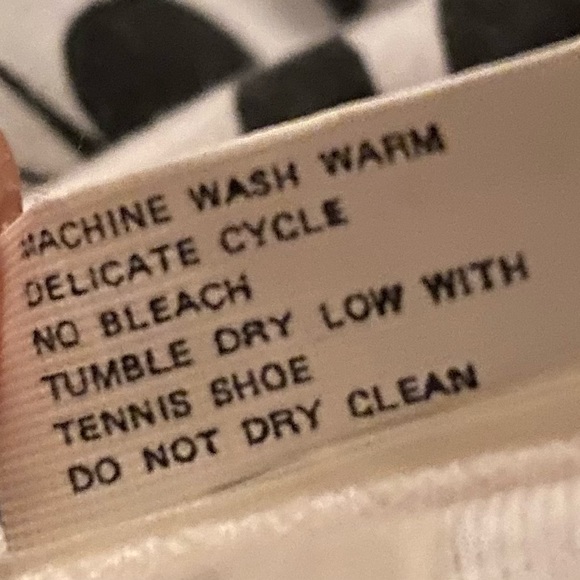 MACHINE WASH WARM
DELICATE CYCLE
NO BLEACH
TUMBLE DRY LOW WITH
TENNIS SHOE
DO NOT DRY CLEAN